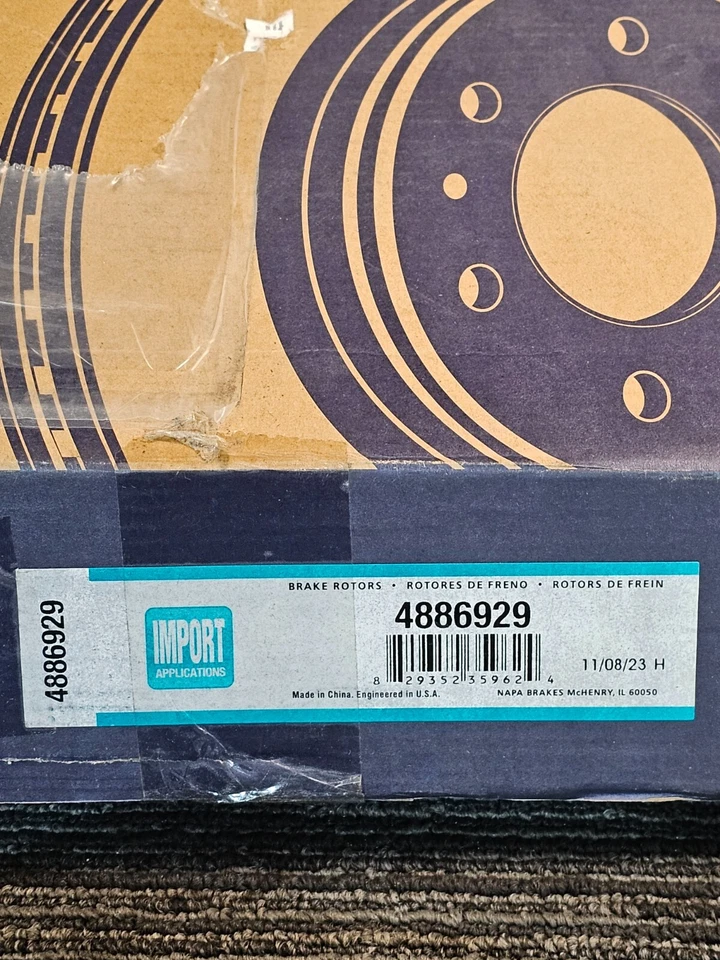 BRAKE ROTORS • ROTORES DE FRENO • ROTORS DE FREIN
4886929
4886929
IMPORT
APPLICATIONS
8 29352 35962 4
11/08/23 H
Made in China. Engineered in U.S.A.
NAPA BRAKES McHENRY, IL 60050